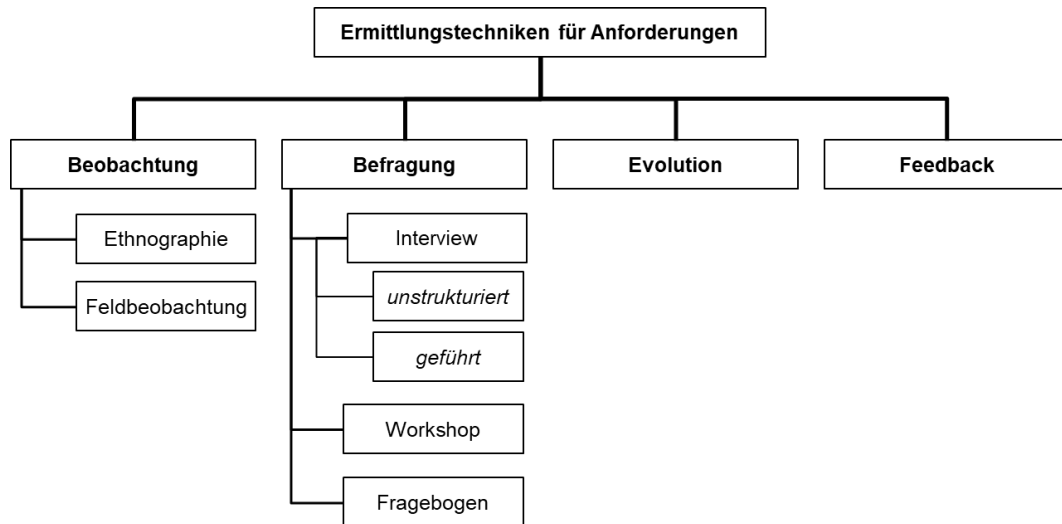 Ermittlungstechniken für Anforderungen
Beobachtung
Befragung
Evolution
Feedback
Ethnographie
Feldbeobachtung
Interview
unstrukturiert
geführt
Workshop
Fragebogen